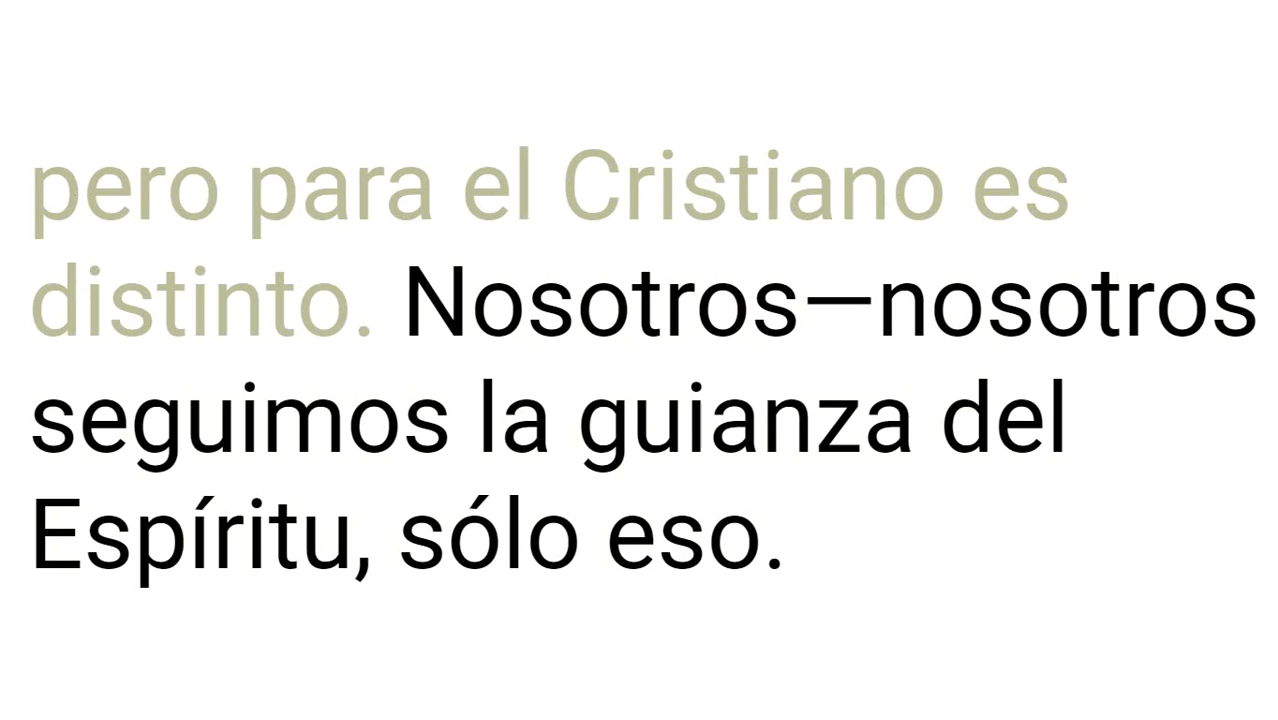 pero para el Cristiano es
distinto. Nosotros—nosotros
seguimos la guianza del
Espíritu, sólo eso.